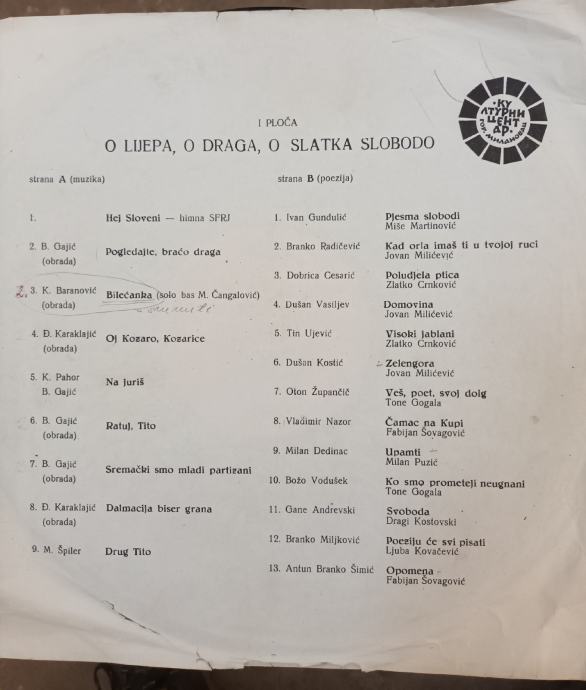 I PLOČA
O LIJEPA, O DRAGA, O SLATKA SLOBODO
КУ
ЛТУРНИ
ЦЕНТ
АР
ГОР. МИЛАНОВАЦ
strana A (muzika)
1. Hej Sloveni — himna SFRJ
2. B. Gajić (obrada) Pogledajte, braćo draga
2. 3. K. Baranović (obrada) Bilećanka (solo bas M. Čangalović)
4. Đ. Karaklajić (obrada) Oj Kozaro, Kozarice
5. K. Pahor B. Gajić Na juriš
6. B. Gajić (obrada) Ratuj, Tito
7. B. Gajić (obrada) Sremački smo mladi partizani
8. Đ. Karaklajić (obrada) Dalmacija biser grana
9. M. Špiler Drug Tito
strana B (poezija)
1. Ivan Gundulić Pjesma slobodi
Miše Martinović
2. Branko Radičević Kad orla imaš ti u tvojoj ruci
Jovan Milićević
3. Dobrica Cesarić Poludjela ptica
Zlatko Crnković
4. Dušan Vasiljev Domovina
Jovan Milićević
5. Tin Ujević Visoki jablani
Zlatko Crnković
6. Dušan Kostić Zelengora
Jovan Milićević
7. Oton Župančič Veš, poet, svoj dolg
Tone Gogala
8. Vladimir Nazor Čamac na Kupi
Fabijan Šovagović
9. Milan Dedinac Upamti
Milan Puzić
10. Božo Vodušek Ko smo prometeji neugnani
Tone Gogala
11. Gane Andrevski Svoboda
Dragi Kostovski
12. Branko Miljković Poeziju će svi pisati
Ljuba Kovačević
13. Antun Branko Šimić Opomena
Fabijan Šovagović